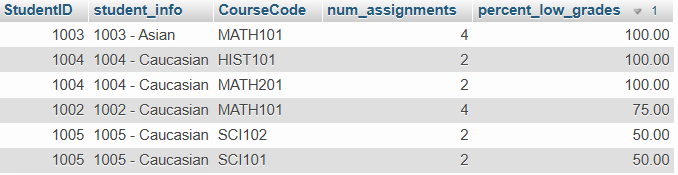 StudentID student_info CourseCode num_assignments percent_low_grades 1
1003 1003 - Asian MATH101 4 100.00
1004 1004 - Caucasian HIST101 2 100.00
1004 1004 - Caucasian MATH201 2 100.00
1002 1002 - Caucasian MATH101 4 75.00
1005 1005 - Caucasian SCI102 2 50.00
1005 1005 - Caucasian SCI101 2 50.00